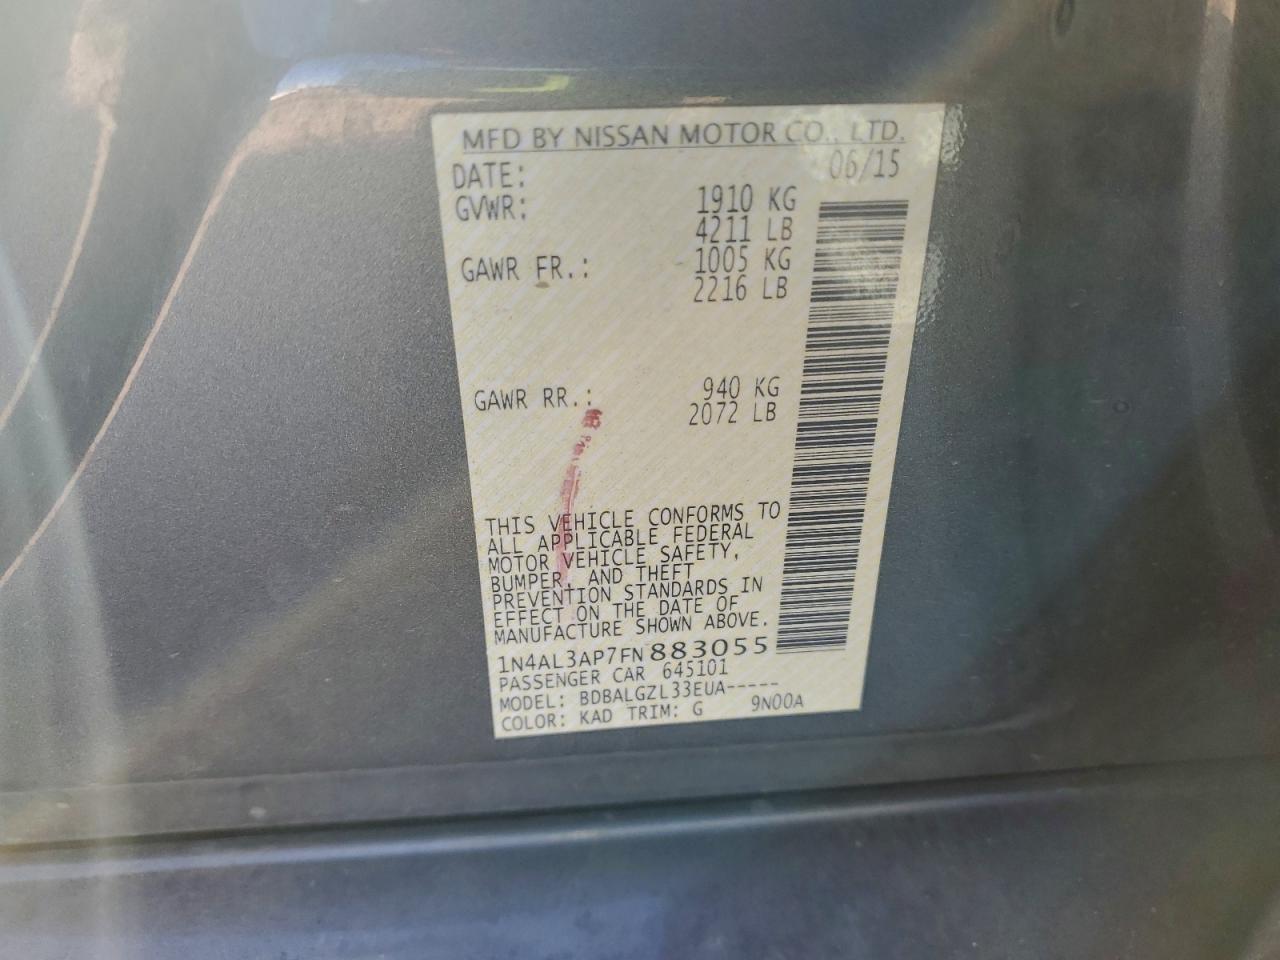 MFD BY NISSAN MOTOR CO., LTD.
DATE: 06/15
GVWR: 1910 KG
4211 LB
GAWR FR.: 1005 KG
2216 LB
GAWR RR.: 940 KG
2072 LB
THIS VEHICLE CONFORMS TO
ALL APPLICABLE FEDERAL
MOTOR VEHICLE SAFETY,
BUMPER, AND THEFT
PREVENTION STANDARDS IN
EFFECT ON THE DATE OF
MANUFACTURE SHOWN ABOVE.
1N4AL3AP7FN883055
PASSENGER CAR 645101
MODEL: BDBALGZL33EUA-----
COLOR: KAD TRIM: G 9N00A